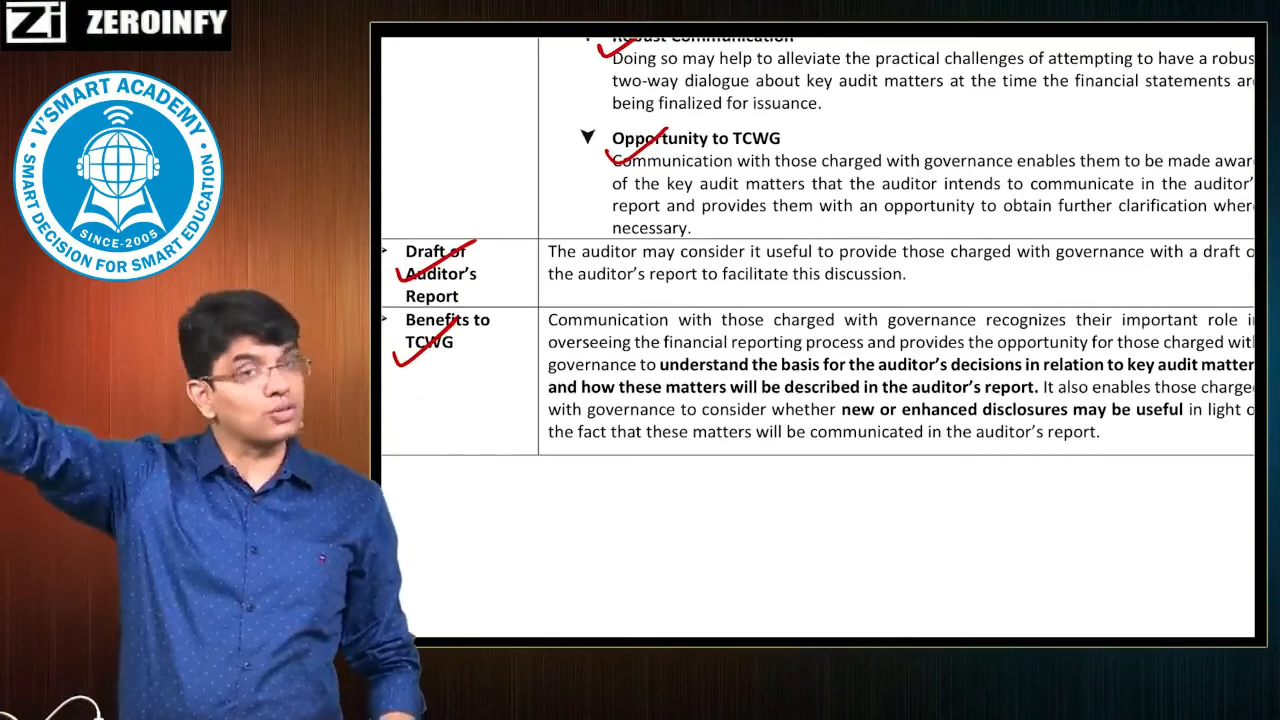 Zi ZEROINFY
V'SMART ACADEMY
SMART DECISION FOR SMART EDUCATION
SINCE-2005
Robust Communication
Doing so may help to alleviate the practical challenges of attempting to have a robus
two-way dialogue about key audit matters at the time the financial statements are
being finalized for issuance.
Opportunity to TCWG
Communication with those charged with governance enables them to be made awar
of the key audit matters that the auditor intends to communicate in the auditor'
report and provides them with an opportunity to obtain further clarification wher
necessary.
Draft of
Auditor's
Report
The auditor may consider it useful to provide those charged with governance with a draft o
the auditor's report to facilitate this discussion.
Benefits to
TCWG
Communication with those charged with governance recognizes their important role i
overseeing the financial reporting process and provides the opportunity for those charged with
governance to understand the basis for the auditor's decisions in relation to key audit matter
and how these matters will be described in the auditor's report. It also enables those charge
with governance to consider whether new or enhanced disclosures may be useful in light o
the fact that these matters will be communicated in the auditor's report.